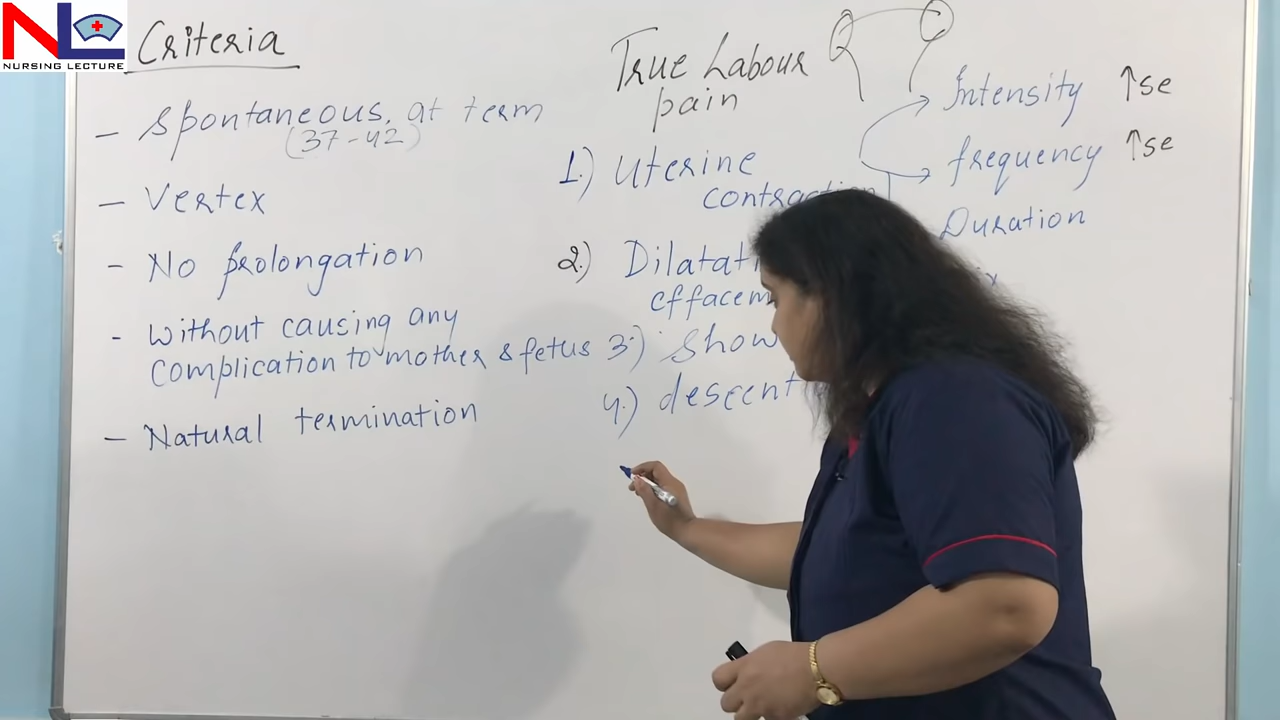 NL
NURSING LECTURE
Criteria
- Spontaneous, at term
(37-42)
- Vertex
- No prolongation
- Without causing any
complication to mother & fetus
- Natural termination
True Labour
pain
1.) Uterine
contraction
Intensity ↑se
frequency ↑se
Duration
2.)
effacem
3.) Show
4.) descent